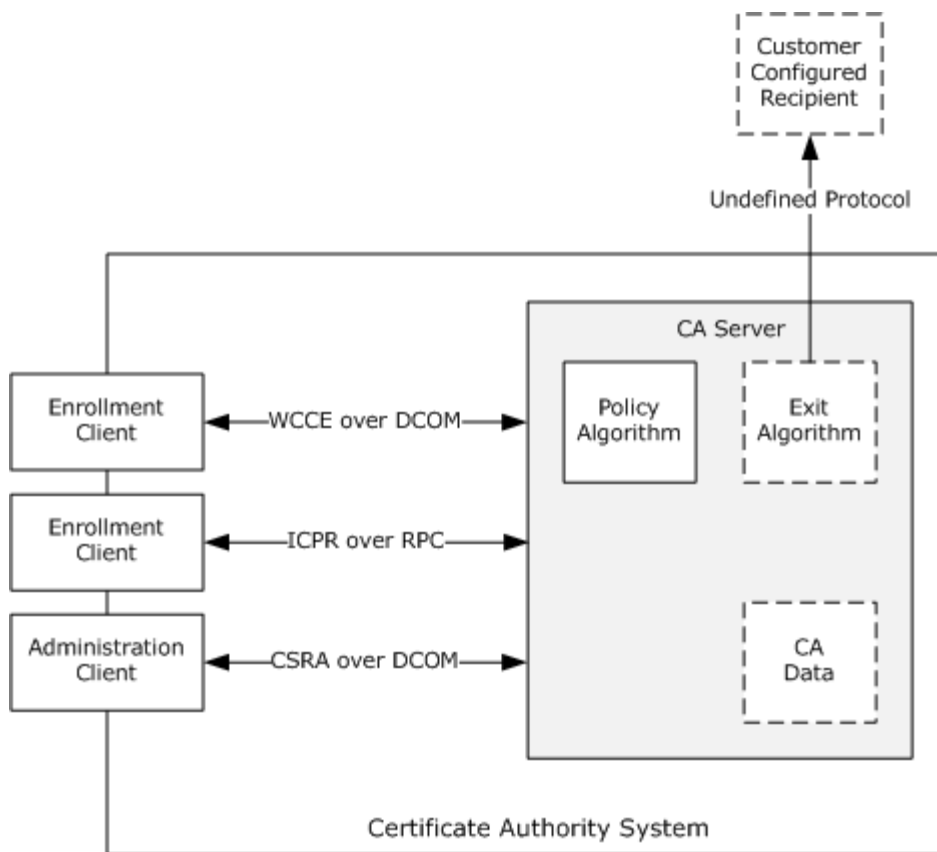 Customer
Configured
Recipient
Undefined Protocol
CA Server
Enrollment
Client
WCCE over DCOM
Policy
Algorithm
Exit
Algorithm
Enrollment
Client
ICPR over RPC
Administration
Client
CSRA over DCOM
CA
Data
Certificate Authority System